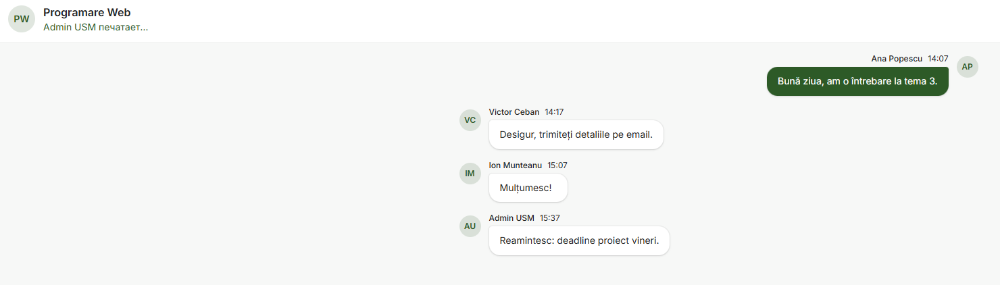 PW
Programare Web
Admin USM печатает...
Ana Popescu 14:07
AP
Bună ziua, am o întrebare la tema 3.
Victor Ceban 14:17
VC
Desigur, trimiteți detaliile pe email.
Ion Munteanu 15:07
IM
Mulțumesc!
Admin USM 15:37
AU
Reamintesc: deadline proiect vineri.